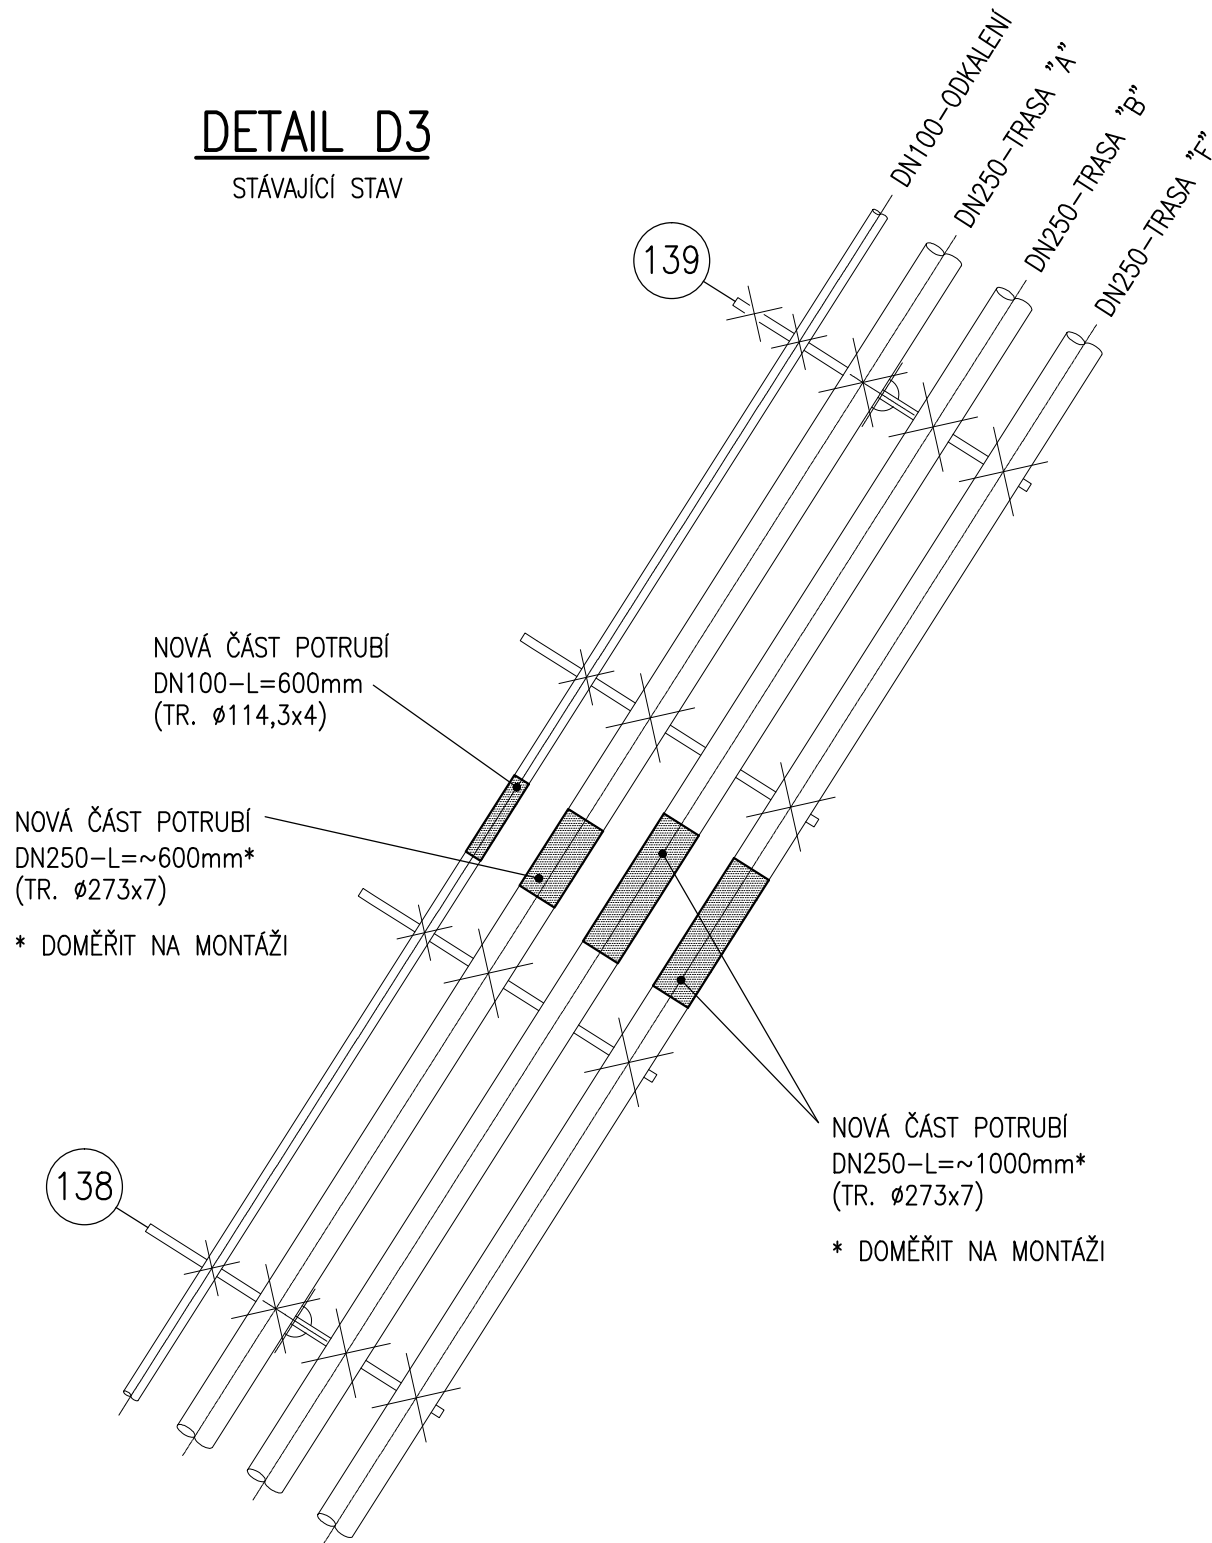 DETAIL D3
STÁVAJÍCÍ STAV
DN100-ODKALENÍ
DN250-TRASA "A"
DN250-TRASA "B"
DN250-TRASA "F"
139
NOVÁ ČÁST POTRUBÍ
DN100-L=600mm
(TR. ø114,3x4)
NOVÁ ČÁST POTRUBÍ
DN250-L=~600mm*
(TR. ø273x7)
* DOMĚŘIT NA MONTÁŽI
NOVÁ ČÁST POTRUBÍ
DN250-L=~1000mm*
(TR. ø273x7)
* DOMĚŘIT NA MONTÁŽI
138